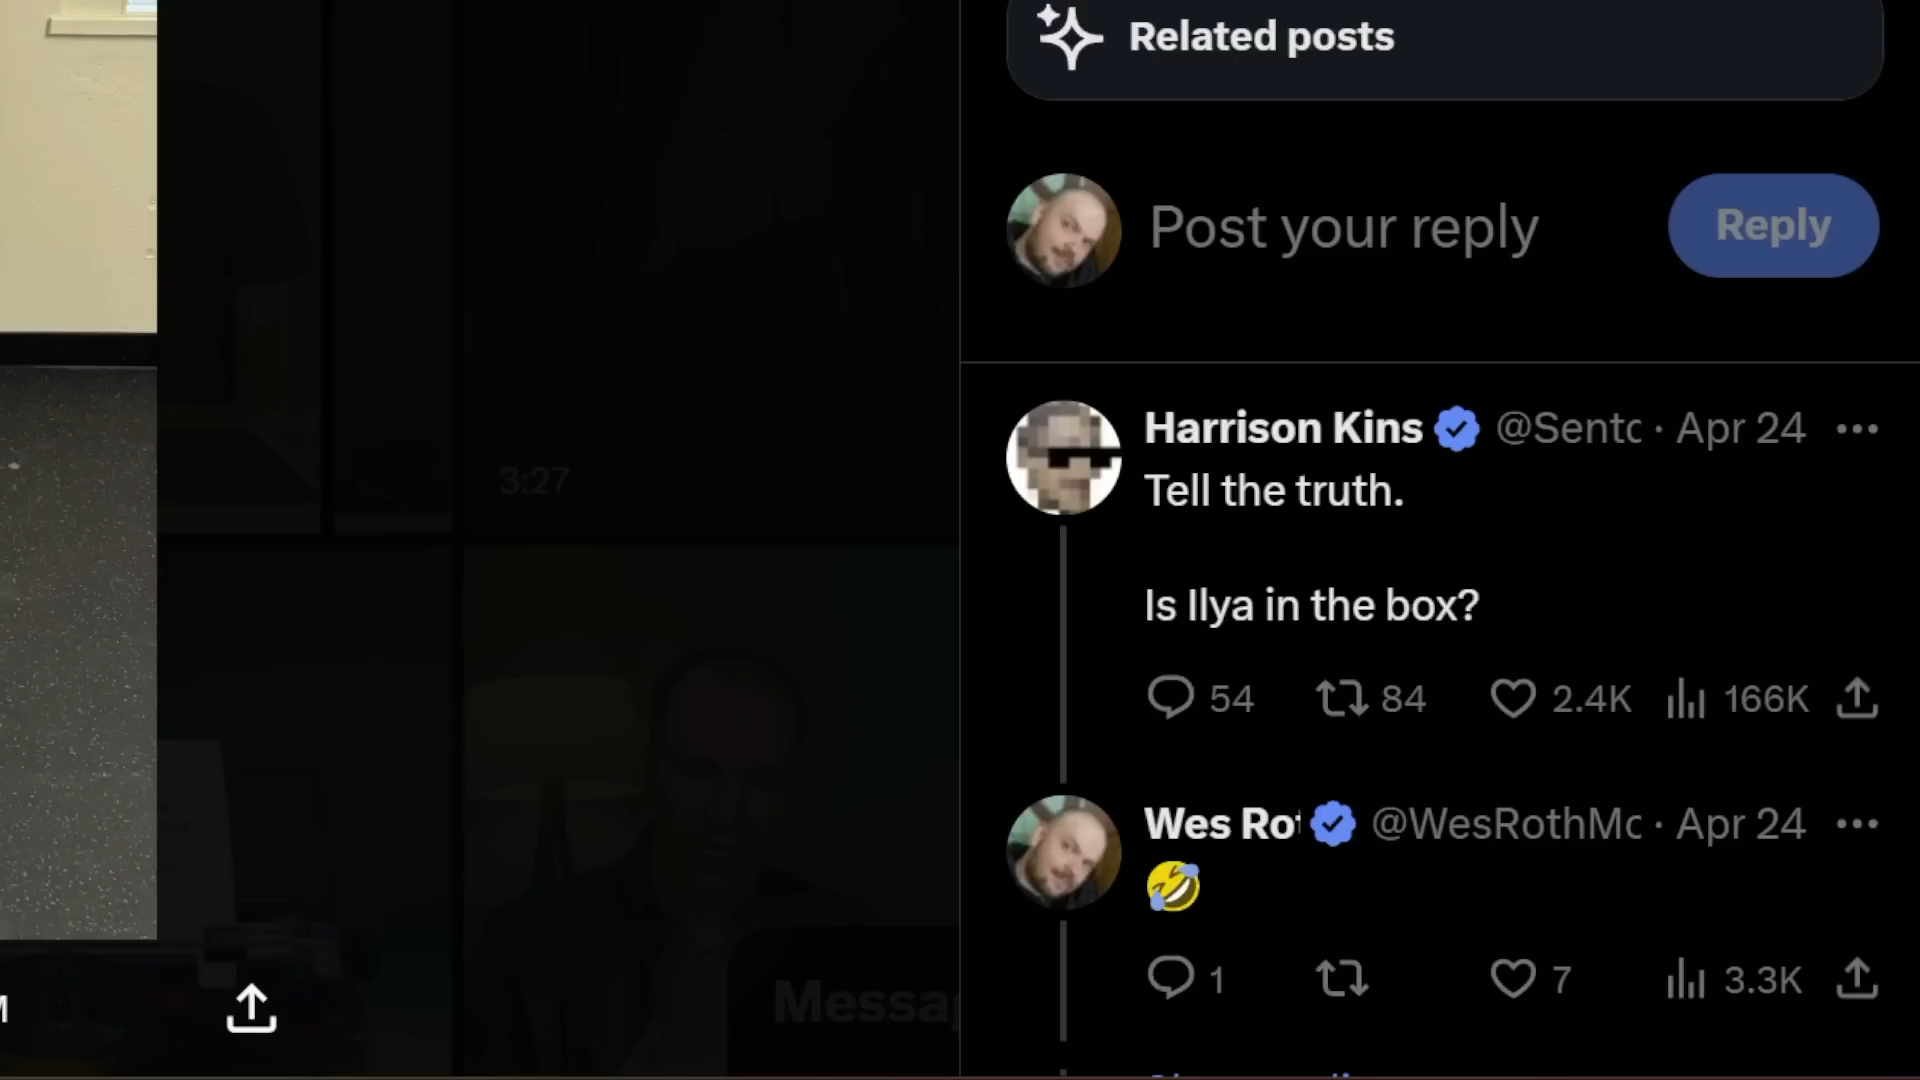 Related posts
Post your reply
Reply
Harrison Kins @Sentc · Apr 24
Tell the truth.
Is Ilya in the box?
54 84 2.4K 166K
Wes Rot @WesRothMc · Apr 24
🤣
1 7 3.3K
3:27
Messag
M